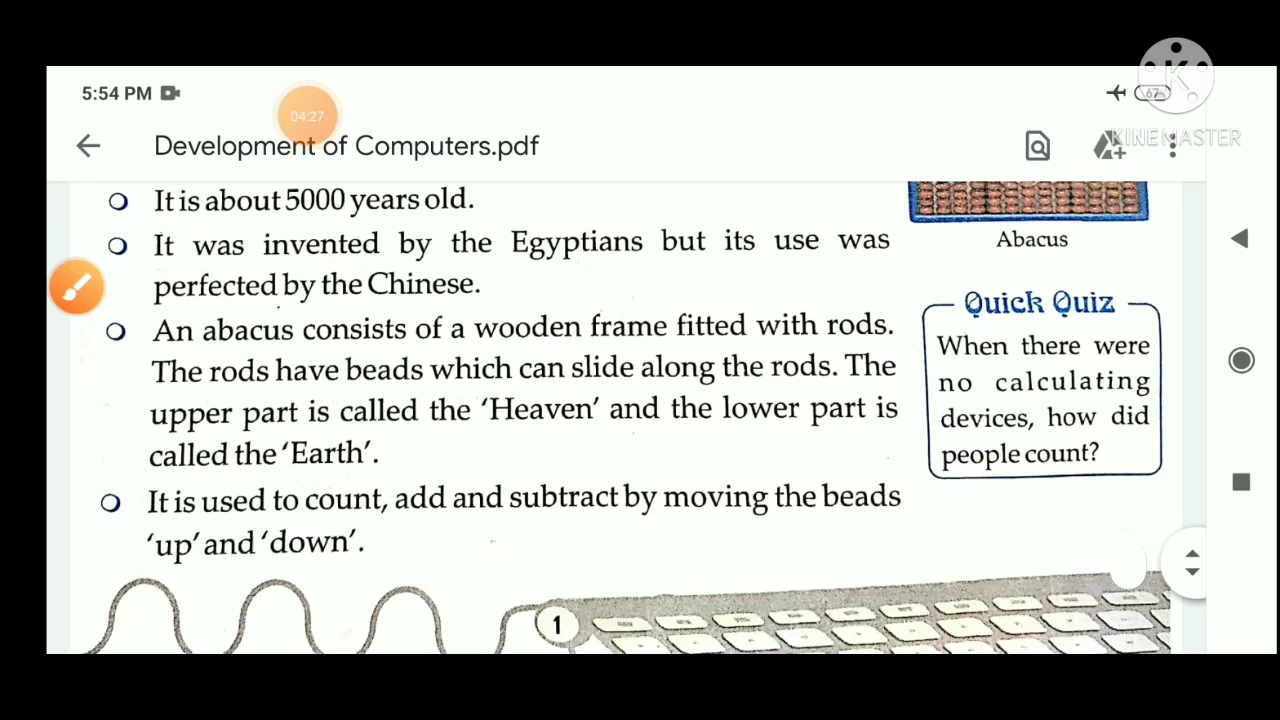 5:54 PM
04:27
67
KINEMASTER
Development of Computers.pdf
It is about 5000 years old.
It was invented by the Egyptians but its use was
perfected by the Chinese.
An abacus consists of a wooden frame fitted with rods.
The rods have beads which can slide along the rods. The
upper part is called the ‘Heaven’ and the lower part is
called the ‘Earth’.
It is used to count, add and subtract by moving the beads
‘up’ and ‘down’.
Abacus
Quick Quiz
When there were
no calculating
devices, how did
people count?
1